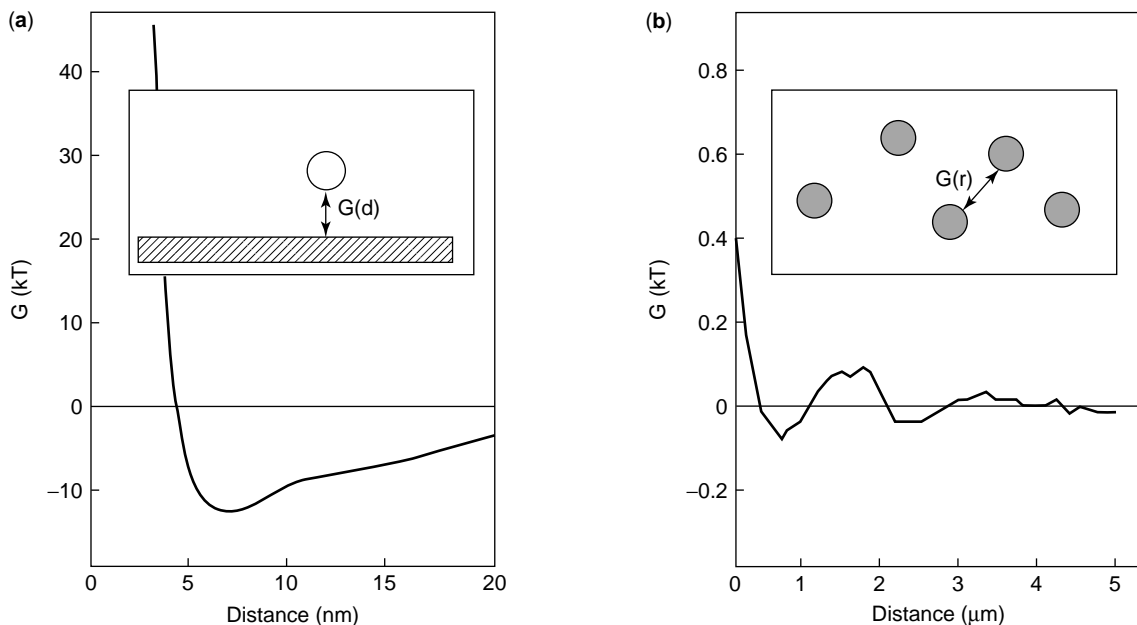 (a)
40
30
20
10
0
−10
G (kT)
G(d)
0 5 10 15 20
Distance (nm)
(b)
0.8
0.6
0.4
0.2
0
−0.2
G (kT)
G(r)
0 1 2 3 4 5
Distance (μm)